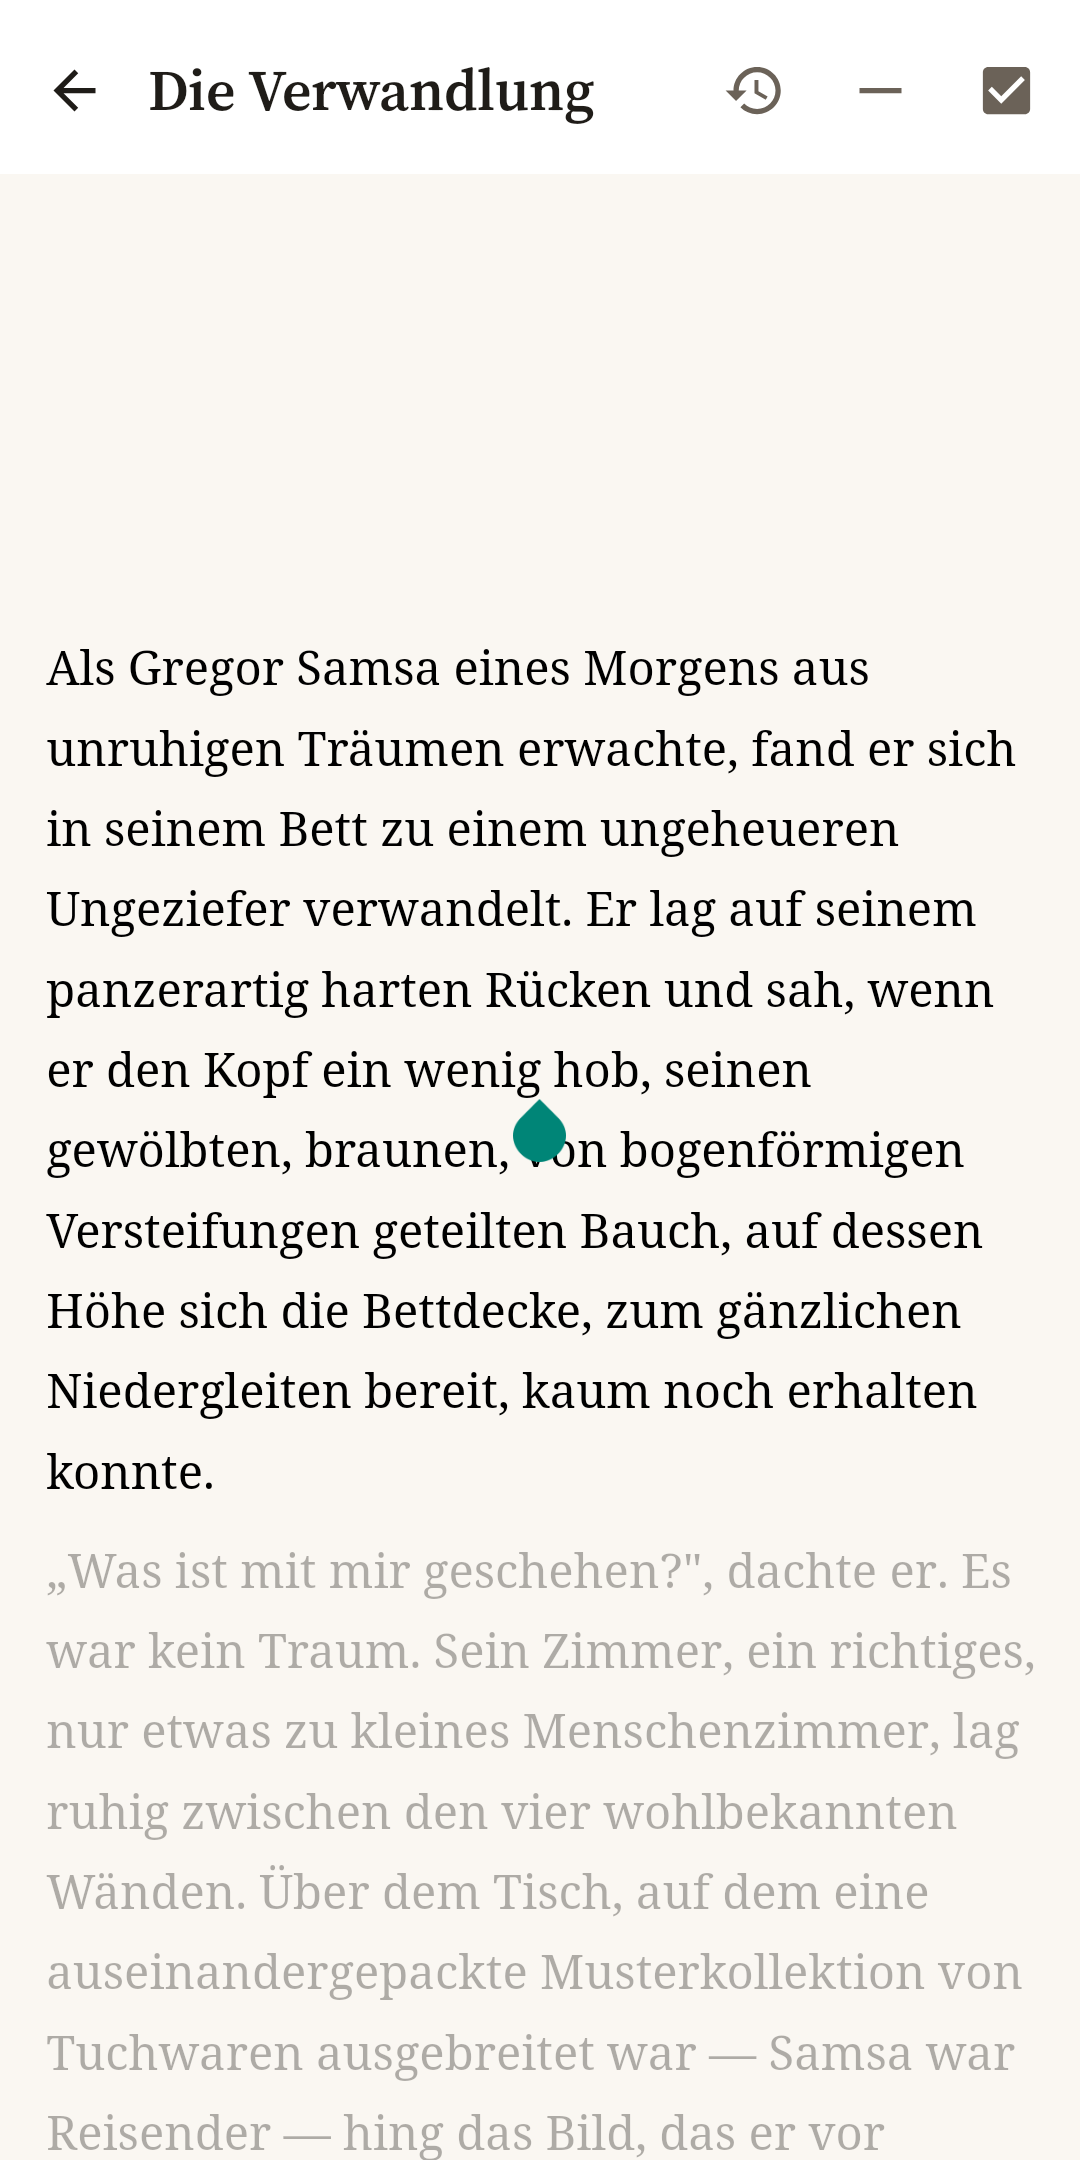 Die Verwandlung
Als Gregor Samsa eines Morgens aus
unruhigen Träumen erwachte, fand er sich
in seinem Bett zu einem ungeheueren
Ungeziefer verwandelt. Er lag auf seinem
panzerartig harten Rücken und sah, wenn
er den Kopf ein wenig hob, seinen
gewölbten, braunen, von bogenförmigen
Versteifungen geteilten Bauch, auf dessen
Höhe sich die Bettdecke, zum gänzlichen
Niedergleiten bereit, kaum noch erhalten
konnte.
„Was ist mit mir geschehen?", dachte er. Es
war kein Traum. Sein Zimmer, ein richtiges,
nur etwas zu kleines Menschenzimmer, lag
ruhig zwischen den vier wohlbekannten
Wänden. Über dem Tisch, auf dem eine
auseinandergepackte Musterkollektion von
Tuchwaren ausgebreitet war — Samsa war
Reisender — hing das Bild, das er vor